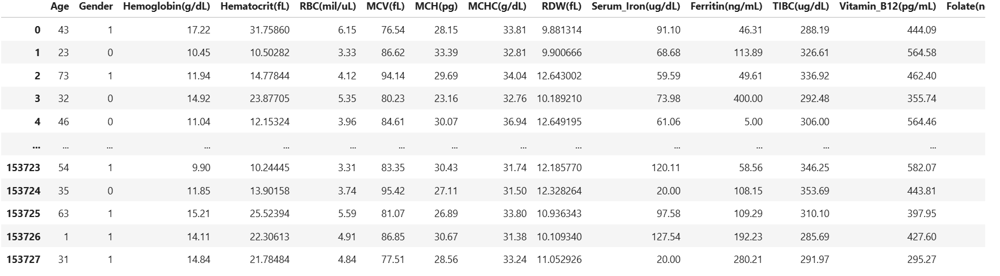 Age Gender Hemoglobin(g/dL) Hematocrit(fL) RBC(mil/uL) MCV(fL) MCH(pg) MCHC(g/dL) RDW(fL) Serum_Iron(ug/dL) Ferritin(ng/mL) TIBC(ug/dL) Vitamin_B12(pg/mL) Folate(n
0 43 1 17.22 31.75860 6.15 76.54 28.15 33.81 9.881314 91.10 46.31 288.19 444.09
1 23 0 10.45 10.50282 3.33 86.62 33.39 32.81 9.900666 68.68 113.89 326.61 564.58
2 73 1 11.94 14.77844 4.12 94.14 29.69 34.04 12.643002 59.59 49.61 336.92 462.40
3 32 0 14.92 23.87705 5.35 80.23 23.16 32.76 10.189210 73.98 400.00 292.48 355.74
4 46 0 11.04 12.15324 3.96 84.61 30.07 36.94 12.649195 61.06 5.00 306.00 564.46
... ... ... ... ... ... ... ... ... ... ... ... ... ...
153723 54 1 9.90 10.24445 3.31 83.35 30.43 31.74 12.185770 120.11 58.56 346.25 582.07
153724 35 0 11.85 13.90158 3.74 95.42 27.11 31.50 12.328264 20.00 108.15 353.69 443.81
153725 63 1 15.21 25.52394 5.59 81.07 26.89 33.80 10.936343 97.58 109.29 310.10 397.95
153726 1 1 14.11 22.30613 4.91 86.85 30.67 31.38 10.109340 127.54 192.23 285.69 427.60
153727 31 1 14.84 21.78484 4.84 77.51 28.56 33.24 11.052926 20.00 280.21 291.97 295.27